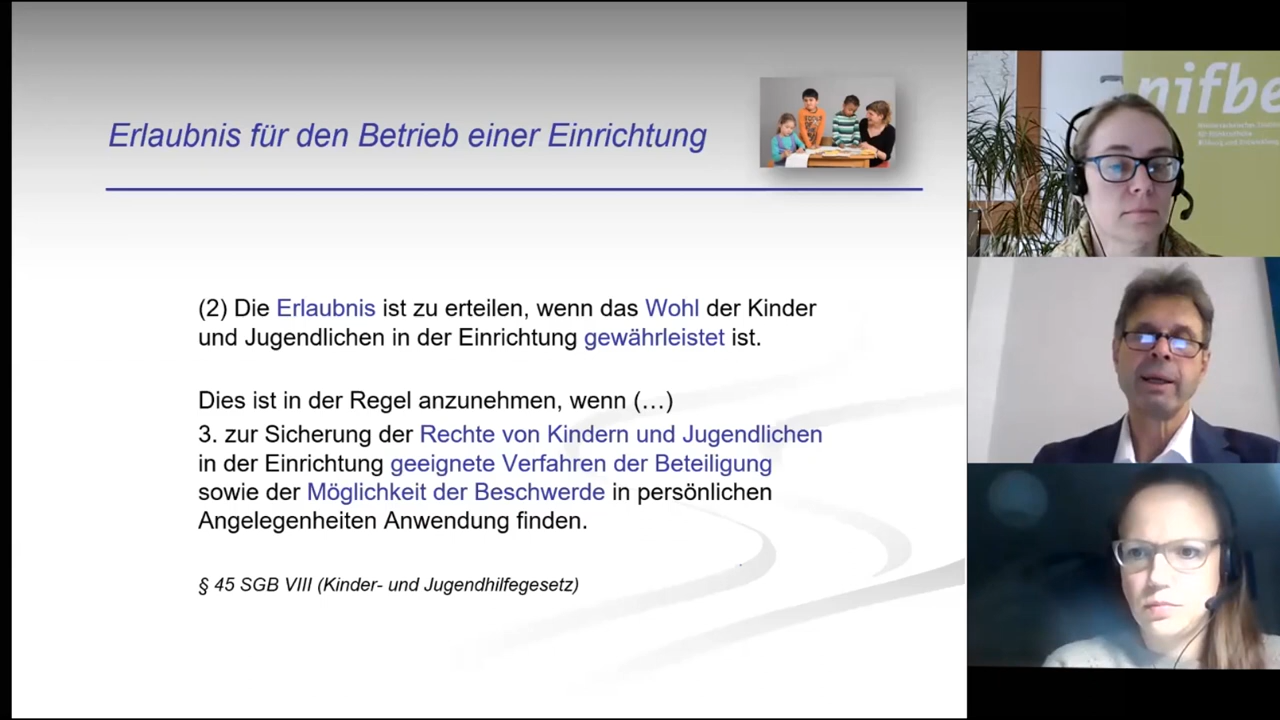 Erlaubnis für den Betrieb einer Einrichtung
(2) Die Erlaubnis ist zu erteilen, wenn das Wohl der Kinder
und Jugendlichen in der Einrichtung gewährleistet ist.
Dies ist in der Regel anzunehmen, wenn (…)
3. zur Sicherung der Rechte von Kindern und Jugendlichen
in der Einrichtung geeignete Verfahren der Beteiligung
sowie der Möglichkeit der Beschwerde in persönlichen
Angelegenheiten Anwendung finden.
§ 45 SGB VIII (Kinder- und Jugendhilfegesetz)
nifbe